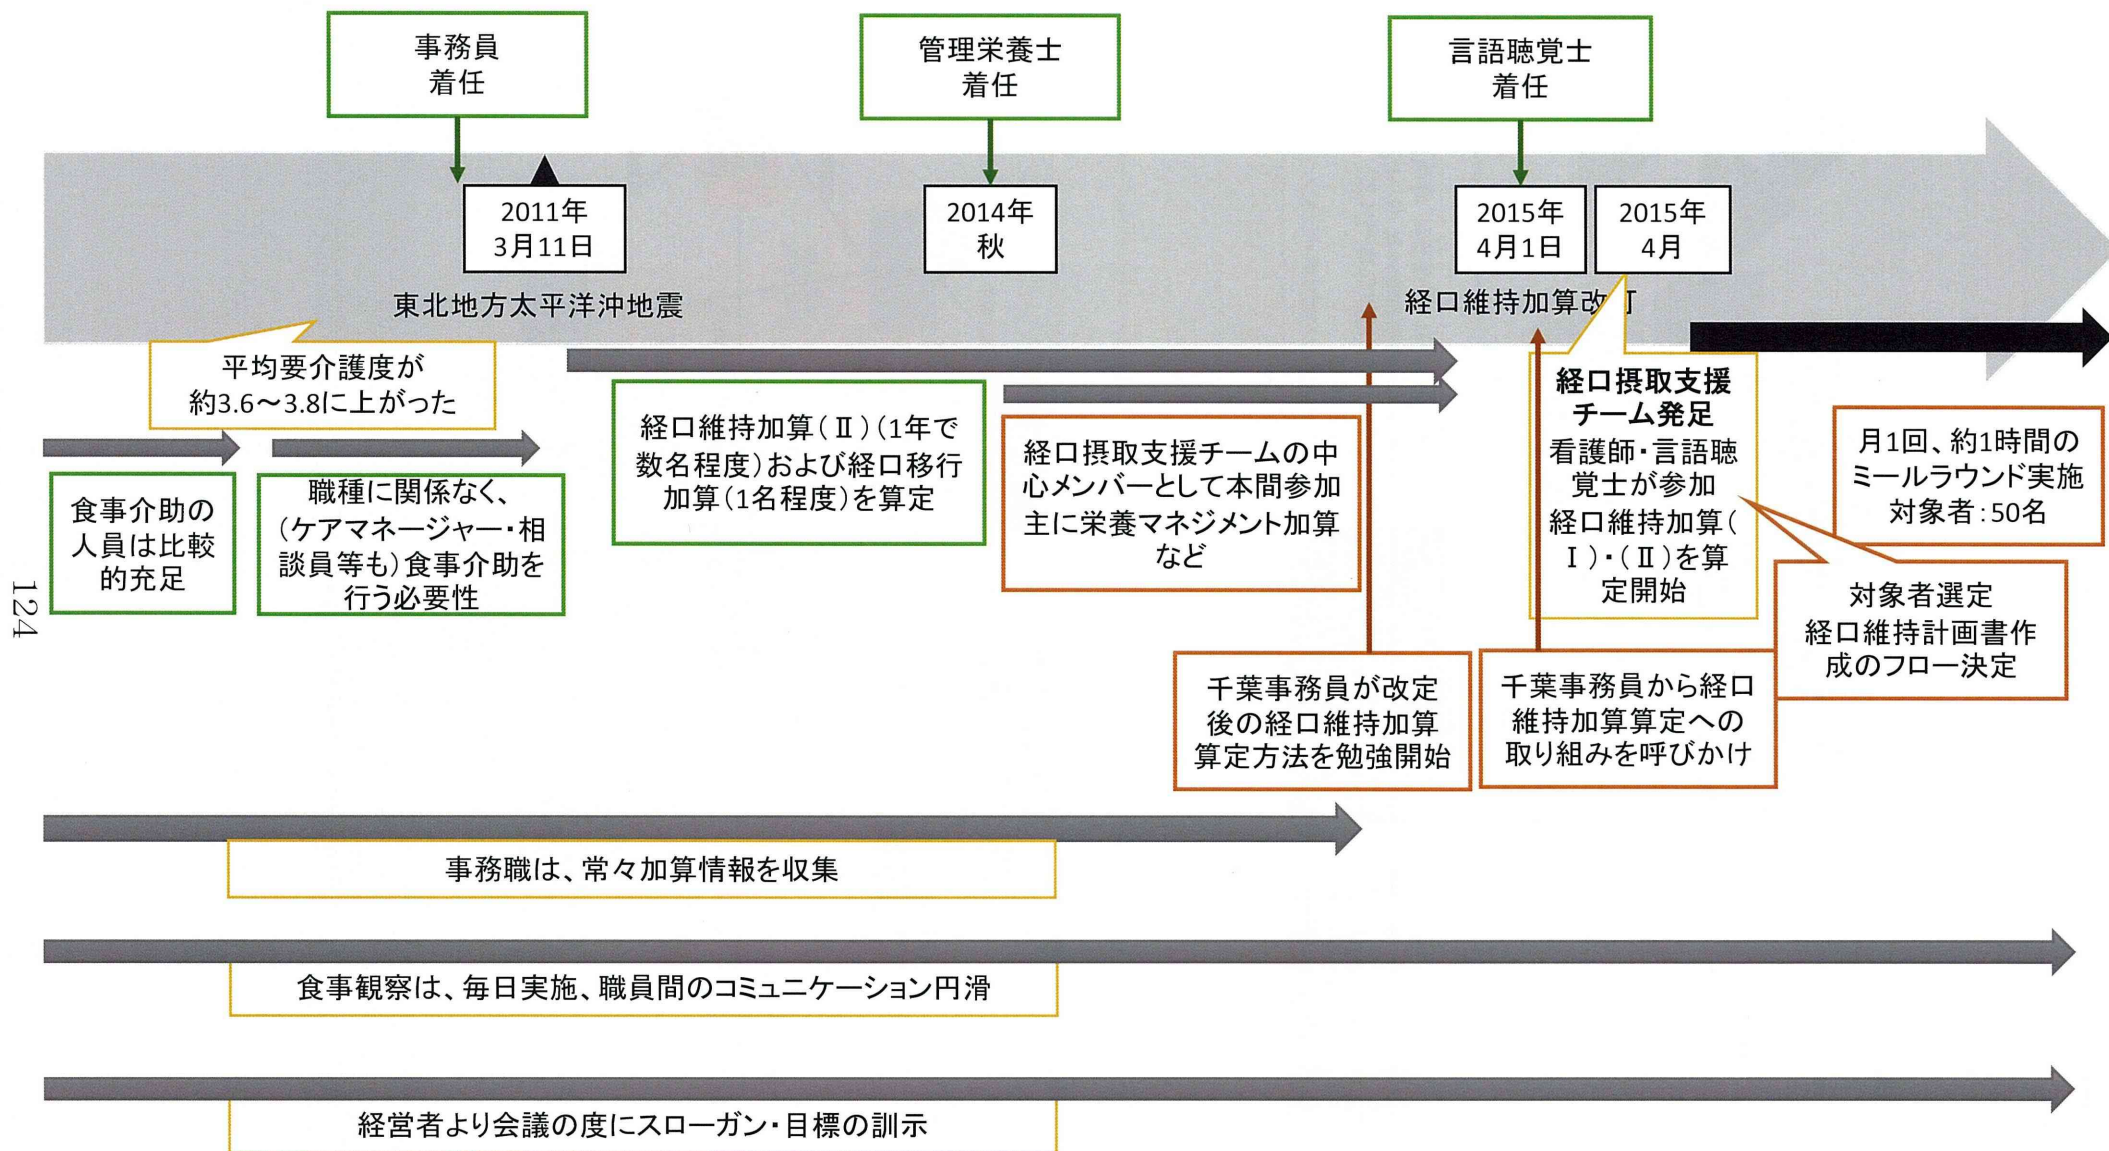 事務員
着任
管理栄養士
着任
言語聴覚士
着任
2011年
3月11日
2014年
秋
2015年
4月1日
2015年
4月
東北地方太平洋沖地震
経口維持加算改訂
平均要介護度が
約3.6～3.8に上がった
食事介助の
人員は比較
的充足
職種に関係なく、
(ケアマネージャー・相
談員等も)食事介助を
行う必要性
経口維持加算(Ⅱ)(1年で
数名程度)および経口移行
加算(1名程度)を算定
経口摂取支援チームの中
心メンバーとして本間参加
主に栄養マネジメント加算
など
経口摂取支援
チーム発足
看護師・言語聴
覚士が参加
経口維持加算(
Ⅰ)・(Ⅱ)を算
定開始
月1回、約1時間の
ミールラウンド実施
対象者:50名
対象者選定
経口維持計画書作
成のフロー決定
千葉事務員が改定
後の経口維持加算
算定方法を勉強開始
千葉事務員から経口
維持加算算定への
取り組みを呼びかけ
事務職は、常々加算情報を収集
食事観察は、毎日実施、職員間のコミュニケーション円滑
経営者より会議の度にスローガン・目標の訓示
124